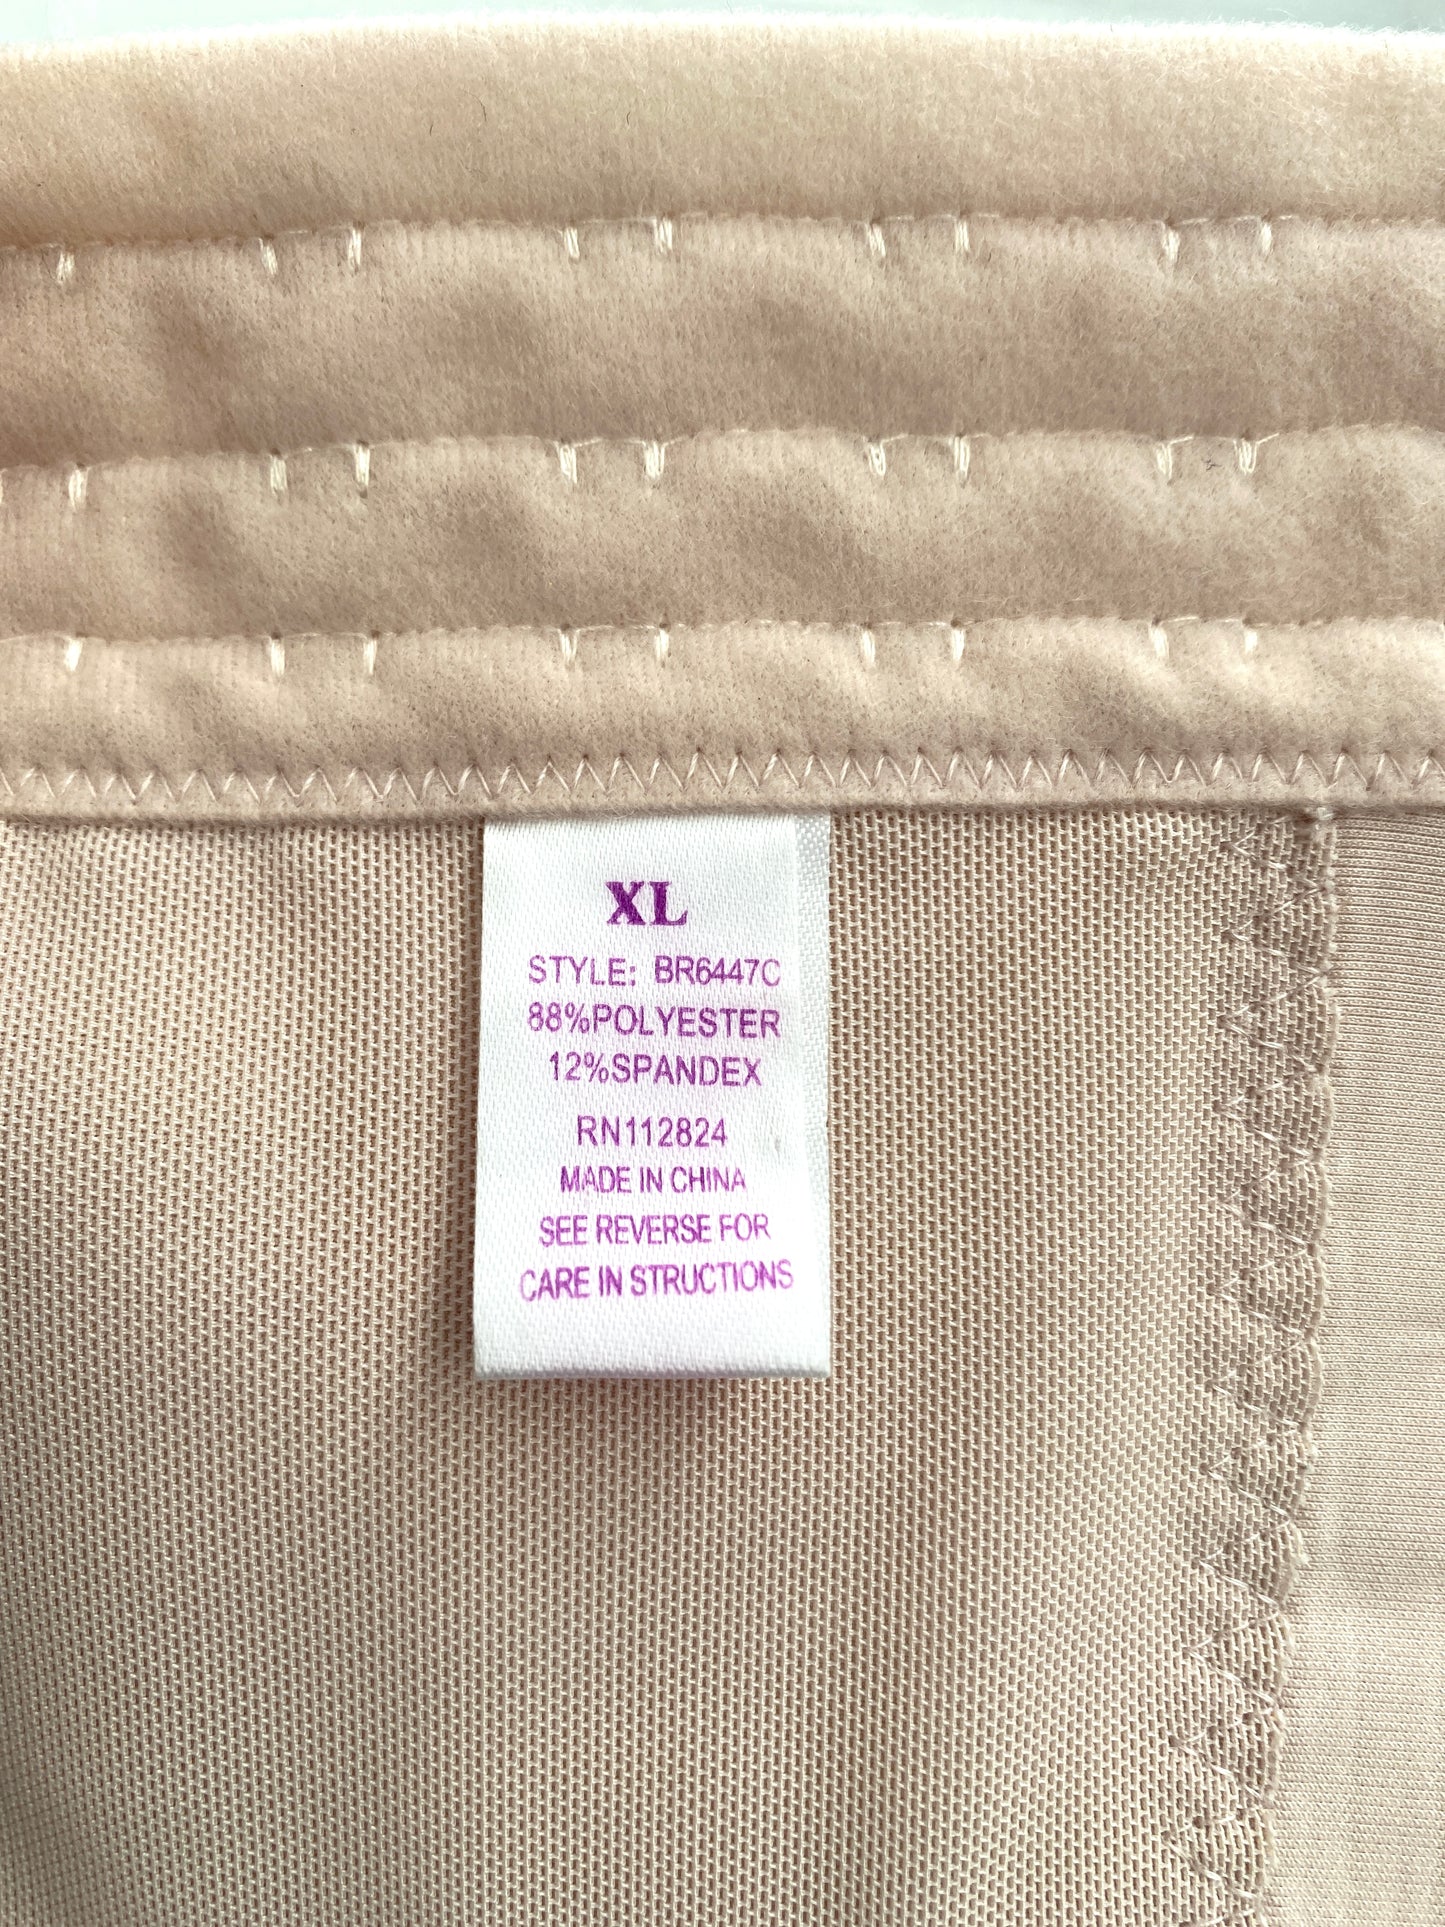 XL
STYLE: BR6447C
88%POLYESTER
12%SPANDEX
RN112824
MADE IN CHINA
SEE REVERSE FOR
CARE IN STRUCTIONS